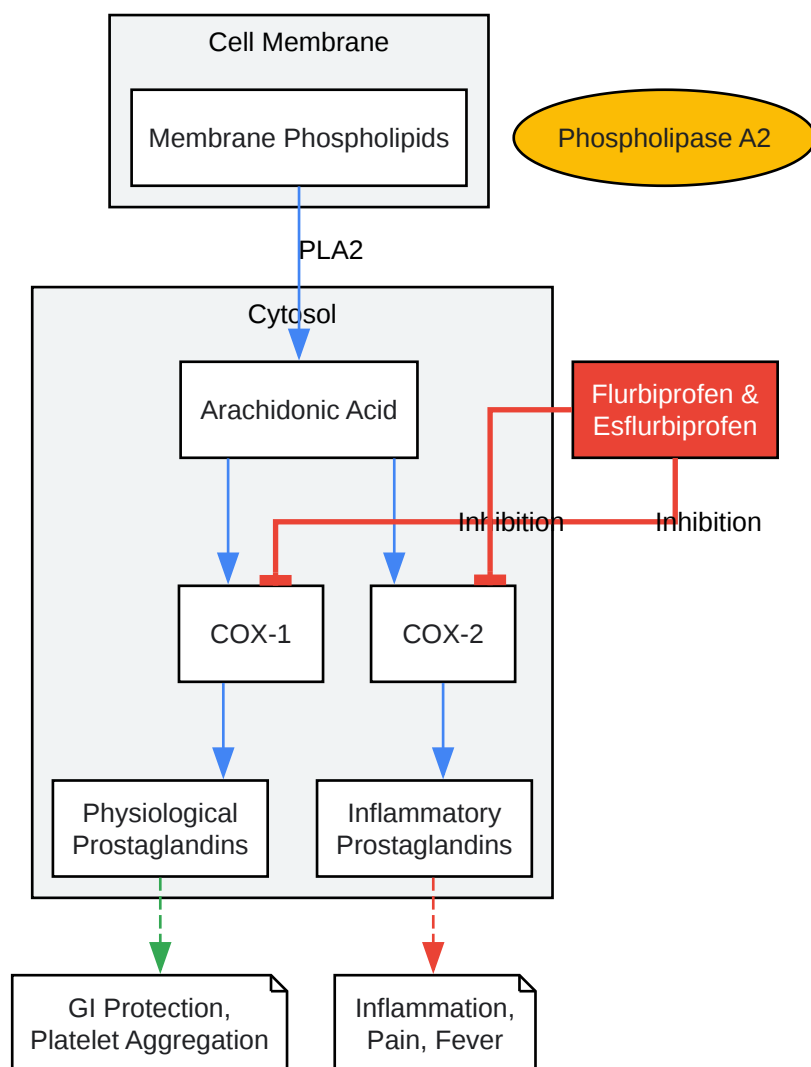 Cell Membrane
Membrane Phospholipids
Phospholipase A2
PLA2
Cytosol
Arachidonic Acid
Flurbiprofen &
Esflurbiprofen
Inhibition
Inhibition
COX-1
COX-2
Physiological
Prostaglandins
Inflammatory
Prostaglandins
GI Protection,
Platelet Aggregation
Inflammation,
Pain, Fever